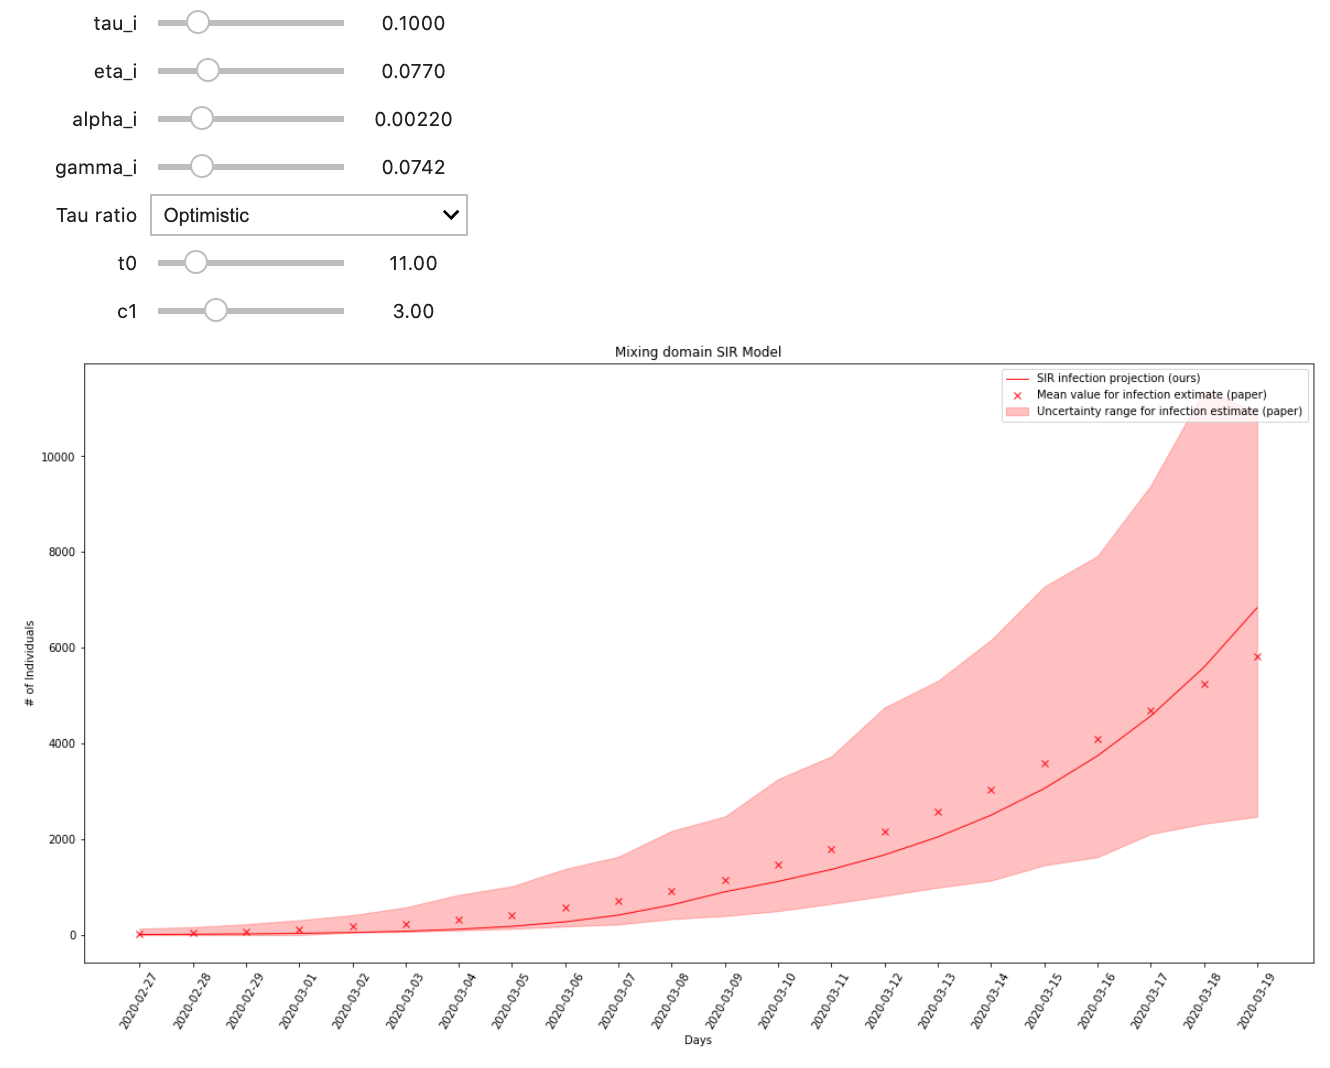 tau_i 0.1000
eta_i 0.0770
alpha_i 0.00220
gamma_i 0.0742
Tau ratio Optimistic
t0 11.00
c1 3.00
Mixing domain SIR Model
SIR infection projection (ours)
Mean value for infection extimate (paper)
Uncertainty range for infection estimate (paper)
10000
8000
6000
4000
2000
0
# of Individuals
2020-02-27
2020-02-28
2020-02-29
2020-03-01
2020-03-02
2020-03-03
2020-03-04
2020-03-05
2020-03-06
2020-03-07
2020-03-08
2020-03-09
2020-03-10
2020-03-11
2020-03-12
2020-03-13
2020-03-14
2020-03-15
2020-03-16
2020-03-17
2020-03-18
2020-03-19
Days